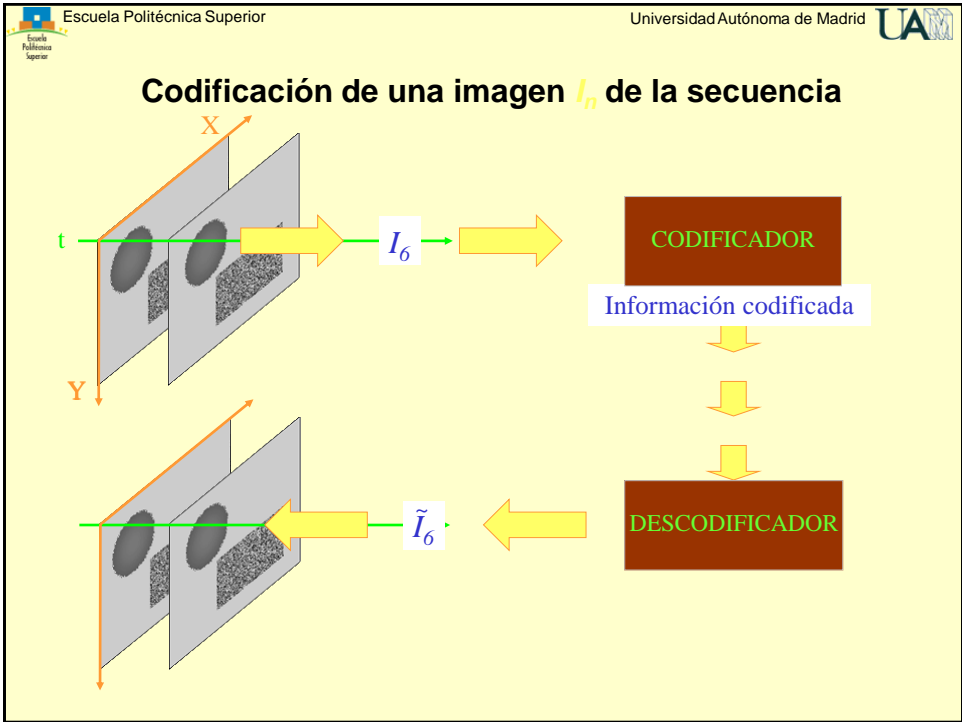 Escuela Politécnica Superior
Universidad Autónoma de Madrid
UAM
Escuela
Politécnica
Superior
Codificación de una imagen Iₙ de la secuencia
X
t
I₆
CODIFICADOR
Información codificada
Y
Ĩ₆
DESCODIFICADOR